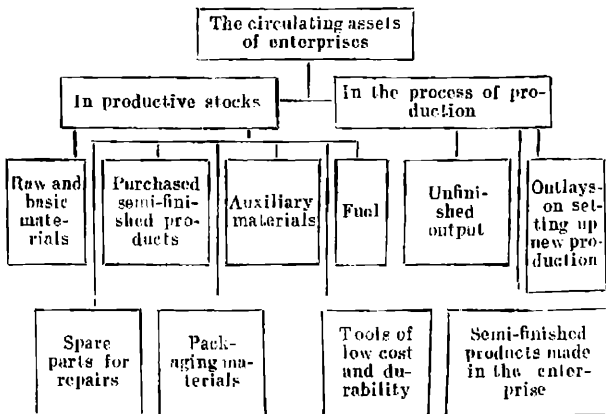 The circulating assets
of enterprises
In productive stocks
In the process of pro-
duction
Raw and
basic
mate-
rials
Purchased
semi-fini-
shed pro-
ducts
Auxiliary
materials
Fuel
Unfini-
shed
output
Outlays-
on set-
ting up
new pro-
duction
Spare
parts for
repairs
Pack-
aging ma-
terials
Tools of
low cost
and du-
rability
Semi-finished
products made
in the enter-
prise